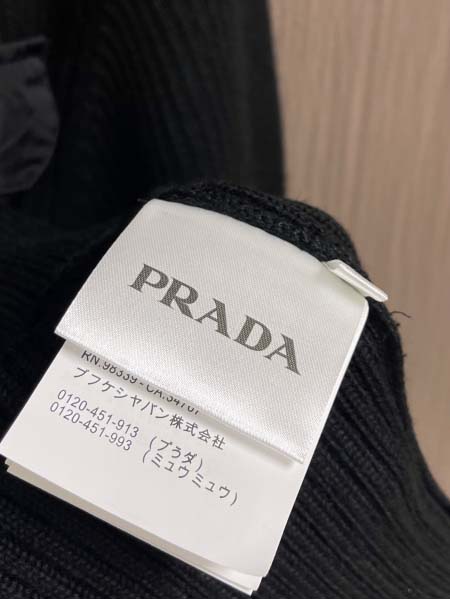 PRADA
RN.98339 - CA.34707
プラダジャパン株式会社
0120-451-913 (プラダ)
0120-451-993 (ミュウミュウ)